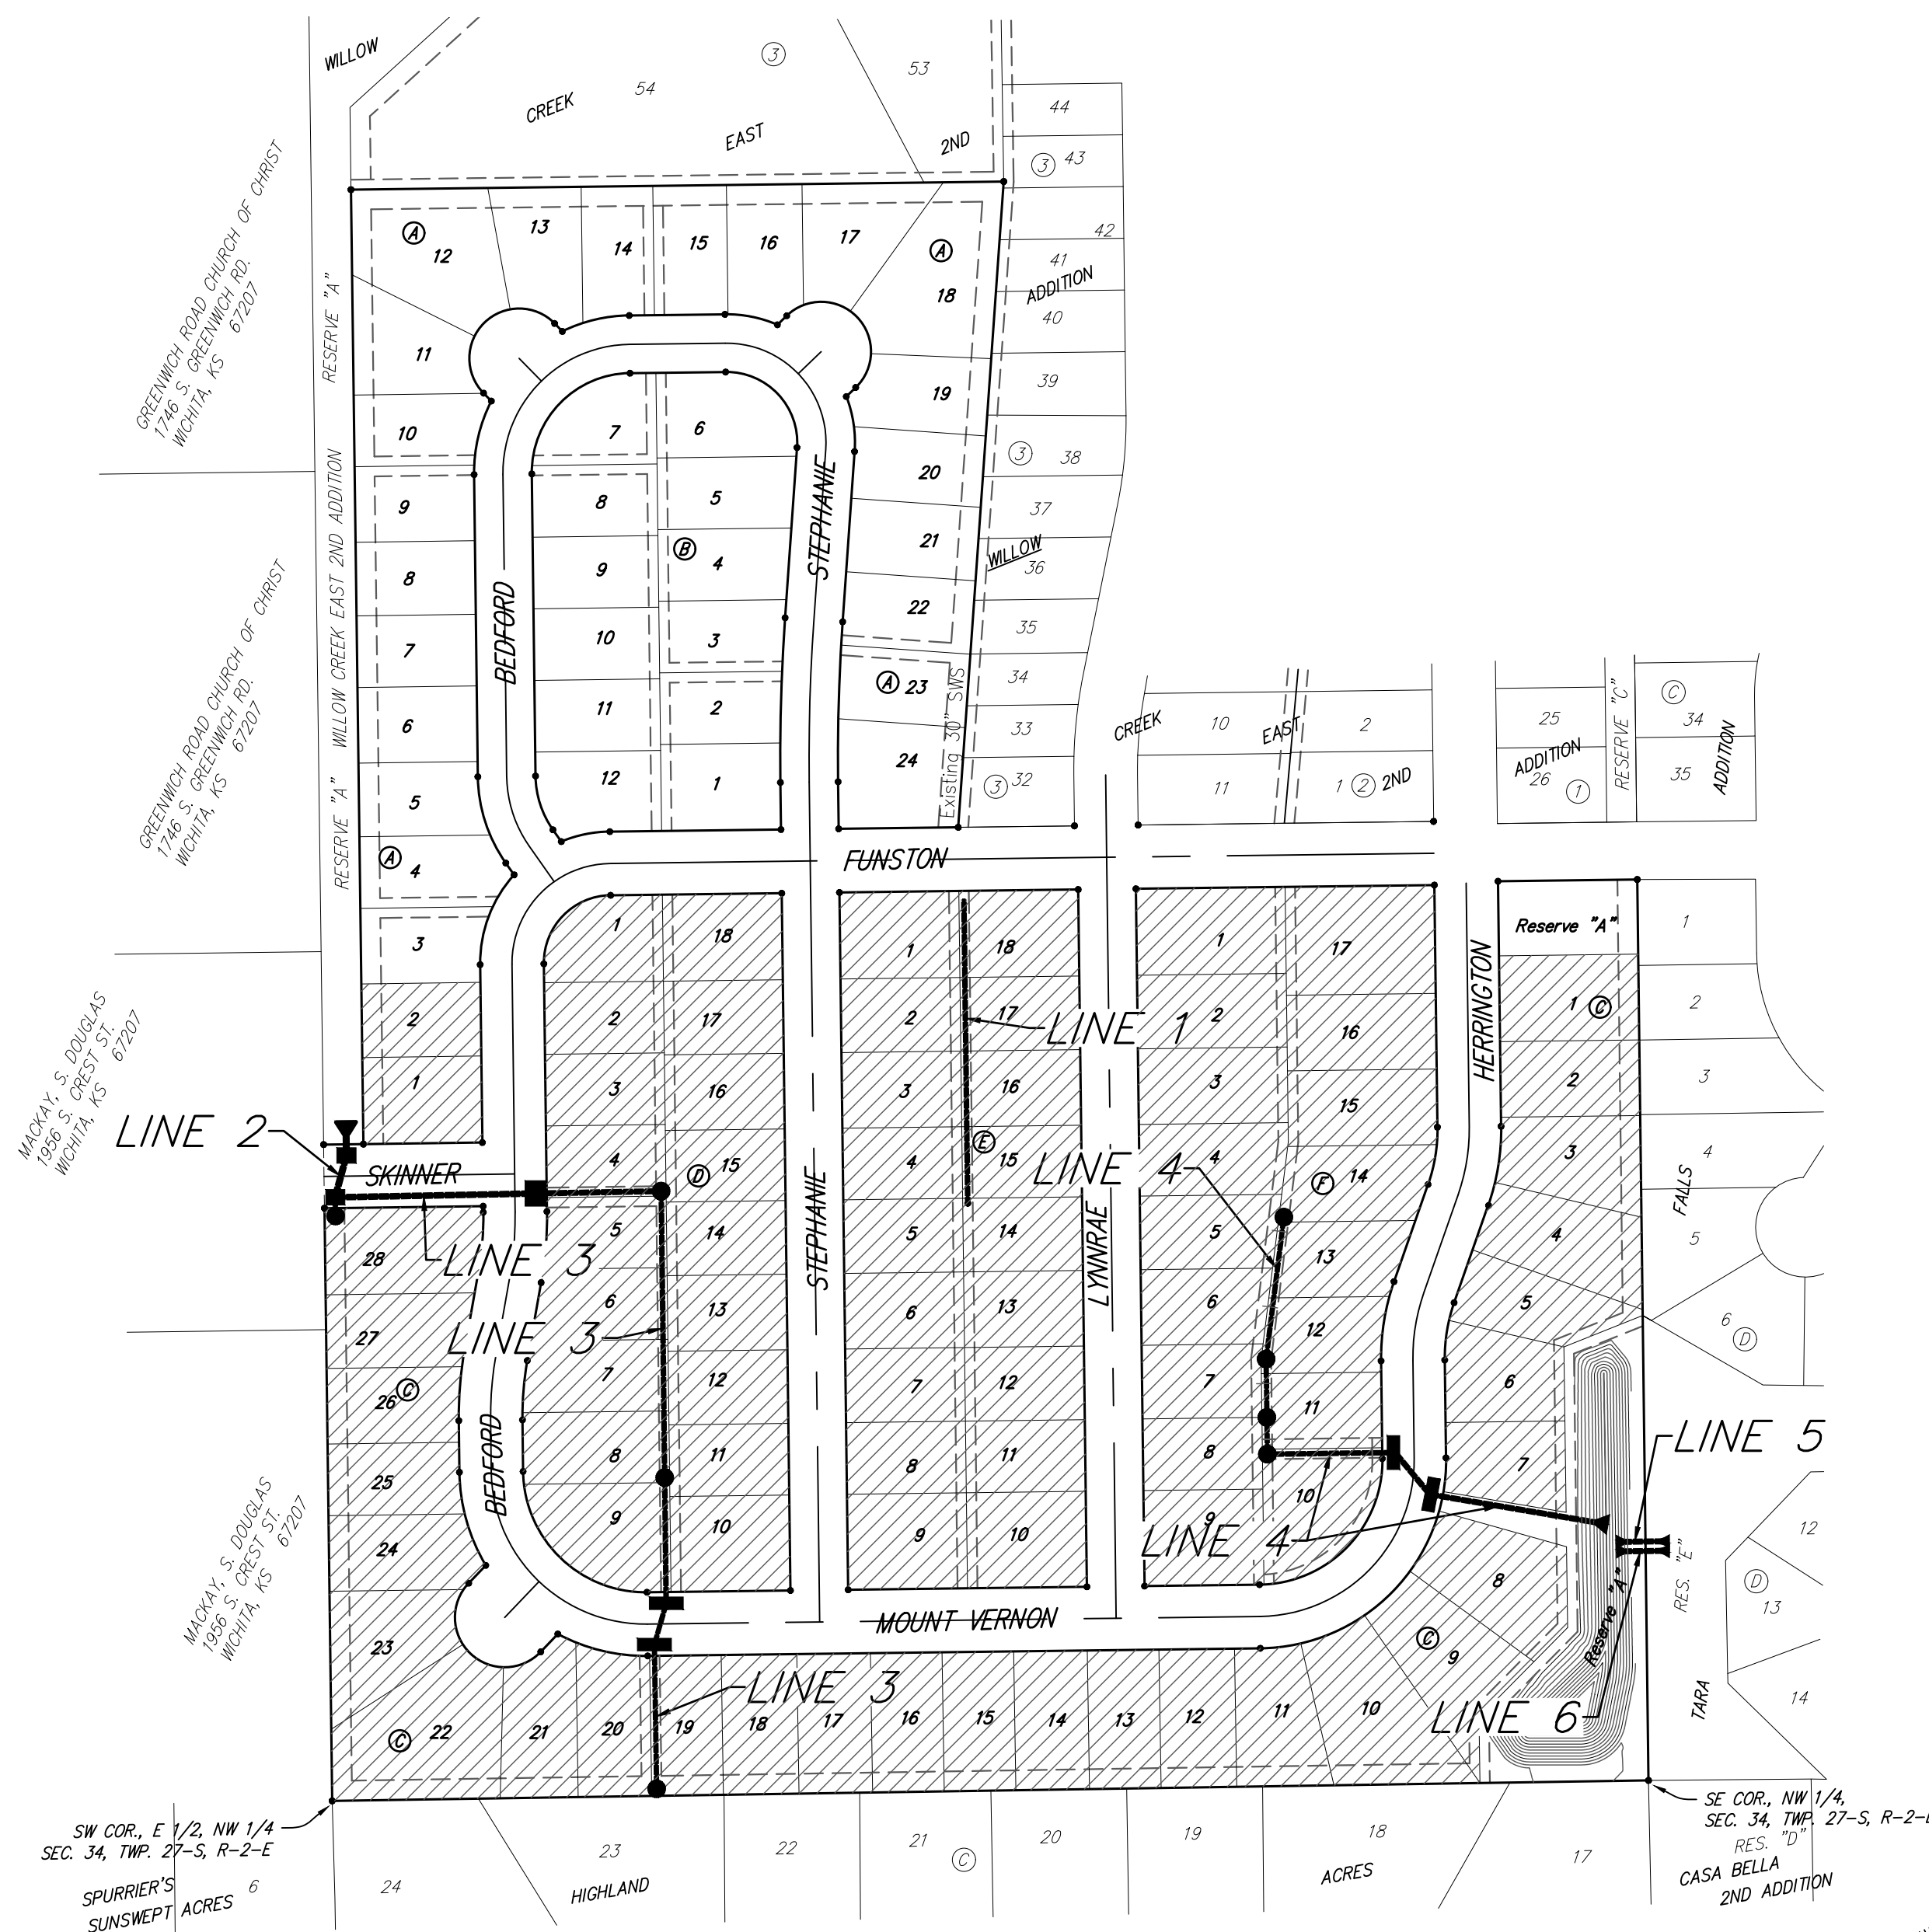 WILLOW
CREEK
EAST
2ND
54
3
53
44
3
43
42
41
ADDITION
40
39
3
38
37
WILLOW
36
35
34
33
3
32
GREENWICH ROAD CHURCH OF CHRIST
1746 S. GREENWICH RD.
WICHITA, KS 67207
RESERVE "A"
A
12
13
14
15
16
17
A
18
11
10
9
8
7
6
5
A
4
3
2
1
7
6
8
5
B
9
4
10
3
11
2
12
1
19
20
21
22
A
23
24
Existing 30" SWS
BEDFORD
STEPHANIE
GREENWICH ROAD CHURCH OF CHRIST
1746 S. GREENWICH RD.
WICHITA, KS 67207
RESERVE "A" WILLOW CREEK EAST 2ND ADDITION
CREEK
10
EAST
2
11
1
2
2ND
25
ADDITION
26
1
RESERVE "C"
C
34
35
ADDITION
FUNSTON
MACKAY, S. DOUGLAS
1956 S. CREST ST.
WICHITA, KS 67207
LINE 2
SKINNER
1
18
2
17
3
16
4
D
15
5
14
6
13
7
12
8
11
9
10
LINE 3
LINE 3
STEPHANIE
1
18
2
17
3
16
4
E
15
5
14
6
13
7
12
8
11
9
10
LINE 1
LYNNRAE
1
17
2
16
3
15
4
14
F
5
13
6
12
7
11
8
10
9
LINE 4
LINE 4
HERRINGTON
Reserve "A"
1
C
2
3
4
5
6
7
8
C
9
1
2
3
4
FALLS
5
6
D
LINE 5
12
D
13
14
RES. "E"
Reserve "A"
TARA
LINE 6
28
27
26
C
25
24
23
C
22
21
20
19
18
17
16
15
14
13
12
11
10
BEDFORD
MOUNT VERNON
LINE 3
MACKAY, S. DOUGLAS
1956 S. CREST ST.
WICHITA, KS 67207
SW COR., E 1/2, NW 1/4
SEC. 34, TWP. 27-S, R-2-E
SPURRIER'S
SUNSWEPT ACRES
6
24
23
HIGHLAND
22
21
C
20
19
18
ACRES
17
SE COR., NW 1/4,
SEC. 34, TWP. 27-S, R-2-E
RES. "D"
CASA BELLA
2ND ADDITION